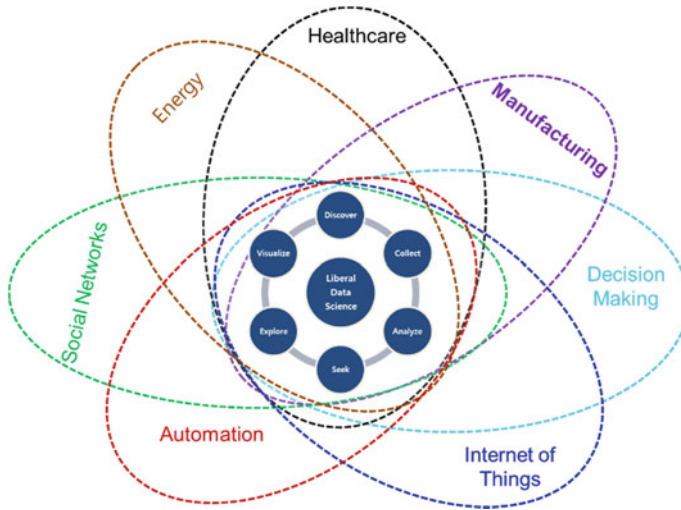 Healthcare
Energy
Manufacturing
Social Networks
Discover
Visualize
Collect
Liberal
Data
Science
Decision
Making
Explore
Analyze
Seek
Automation
Internet of
Things